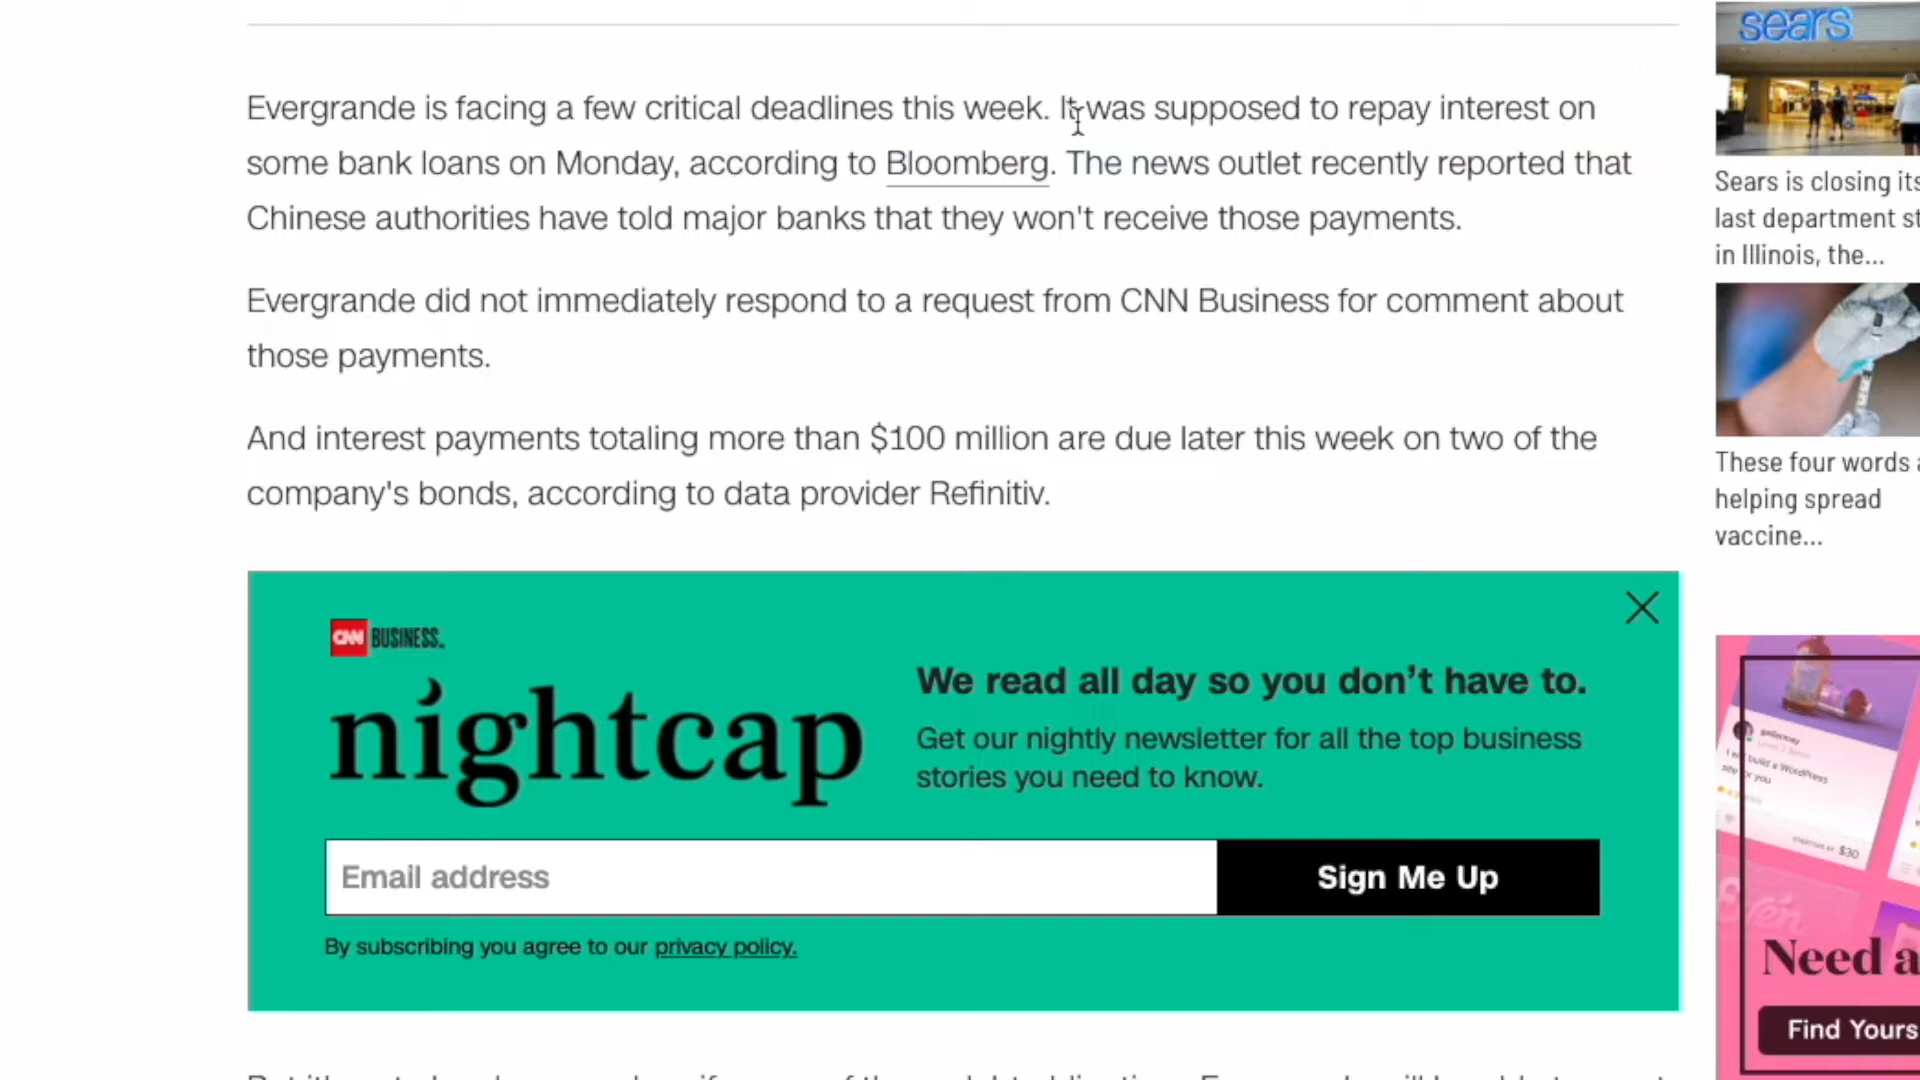 Evergrande is facing a few critical deadlines this week. It was supposed to repay interest on
some bank loans on Monday, according to Bloomberg. The news outlet recently reported that
Chinese authorities have told major banks that they won't receive those payments.
Evergrande did not immediately respond to a request from CNN Business for comment about
those payments.
And interest payments totaling more than $100 million are due later this week on two of the
company's bonds, according to data provider Refinitiv.
CNN BUSINESS
nightcap
We read all day so you don’t have to.
Get our nightly newsletter for all the top business
stories you need to know.
Email address
Sign Me Up
By subscribing you agree to our privacy policy.
sears
Sears is closing its
last department st
in Illinois, the...
These four words a
helping spread
vaccine...
build a WordPress
$30
Need a
Find Yours